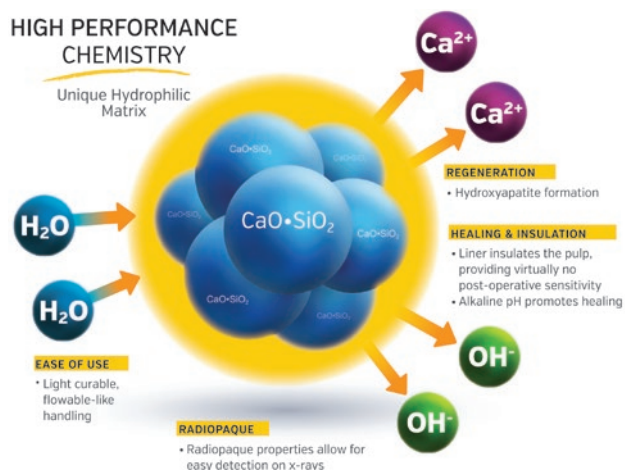 HIGH PERFORMANCE
CHEMISTRY
Unique Hydrophilic
Matrix
Ca²⁺
Ca²⁺
CaO•SiO₂
CaO•SiO₂
CaO•SiO₂
CaO•SiO₂
CaO•SiO₂
CaO•SiO₂
CaO•SiO₂
H₂O
H₂O
REGENERATION
• Hydroxyapatite formation
HEALING & INSULATION
• Liner insulates the pulp,
providing virtually no
post-operative sensitivity
• Alkaline pH promotes healing
OH⁻
OH⁻
EASE OF USE
• Light curable,
flowable-like
handling
RADIOPAQUE
• Radiopaque properties allow for
easy detection on x-rays